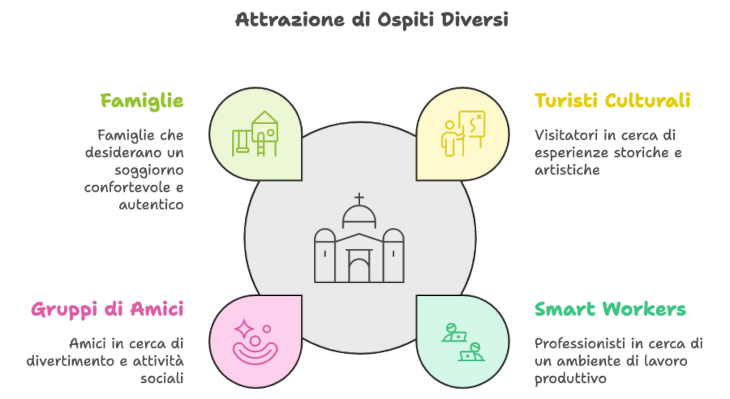 Attrazione di Ospiti Diversi
Famiglie
Famiglie che
desiderano un
soggiorno
confortevole e
autentico
Turisti Culturali
Visitatori in cerca di
esperienze storiche e
artistiche
Gruppi di Amici
Amici in cerca di
divertimento e attività
sociali
Smart Workers
Professionisti in cerca di
un ambiente di lavoro
produttivo